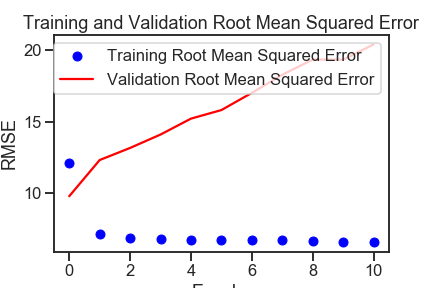 Training and Validation Root Mean Squared Error
20
Training Root Mean Squared Error
Validation Root Mean Squared Error
15
RMSE
10
0 2 4 6 8 10